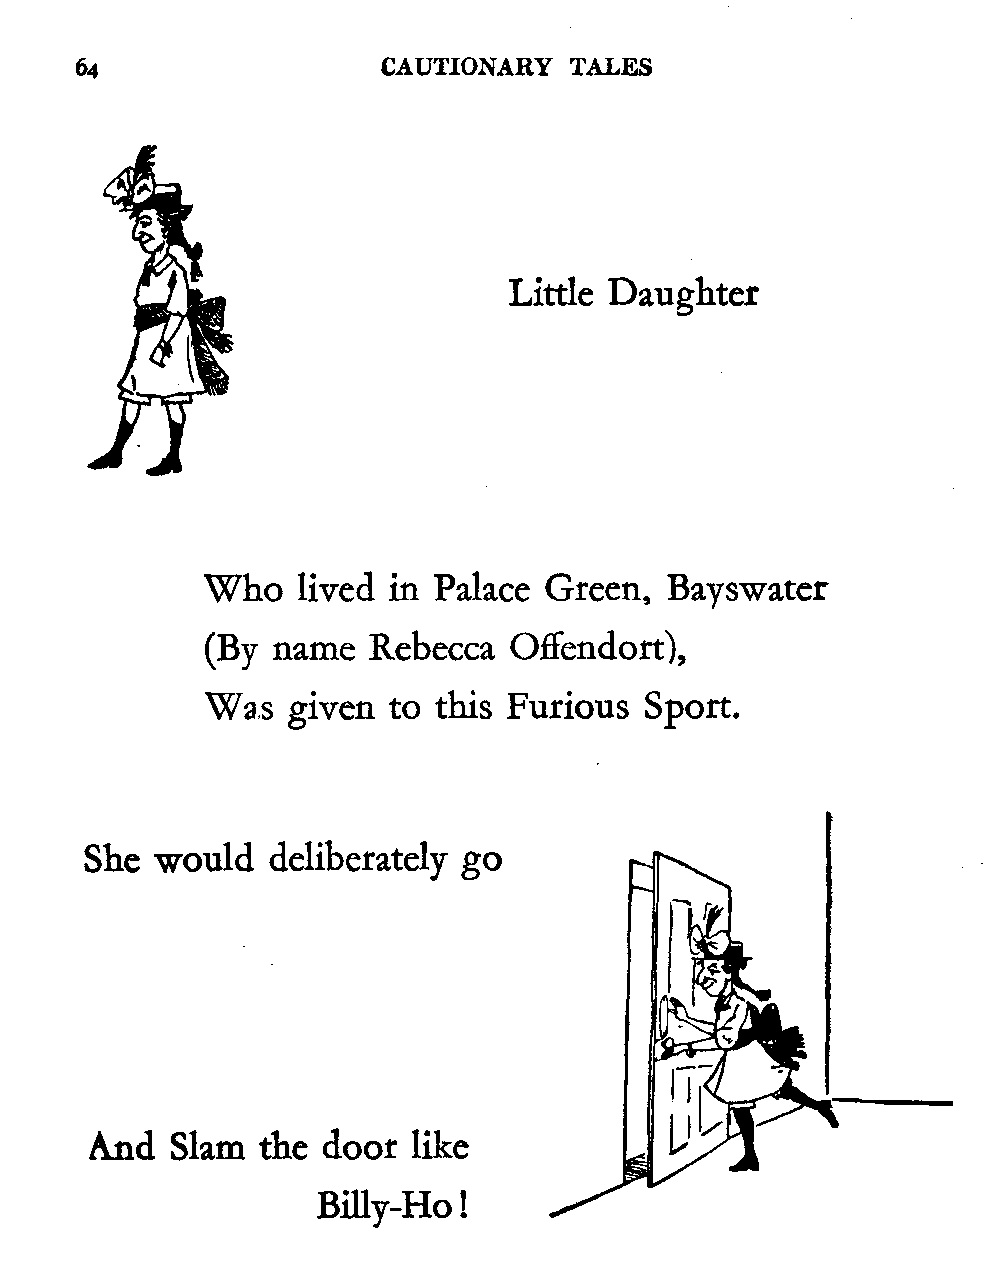 64 CAUTIONARY TALES
Little Daughter
Who lived in Palace Green, Bayswater
(By name Rebecca Offendort),
Was given to this Furious Sport.
She would deliberately go
And Slam the door like
Billy-Ho!